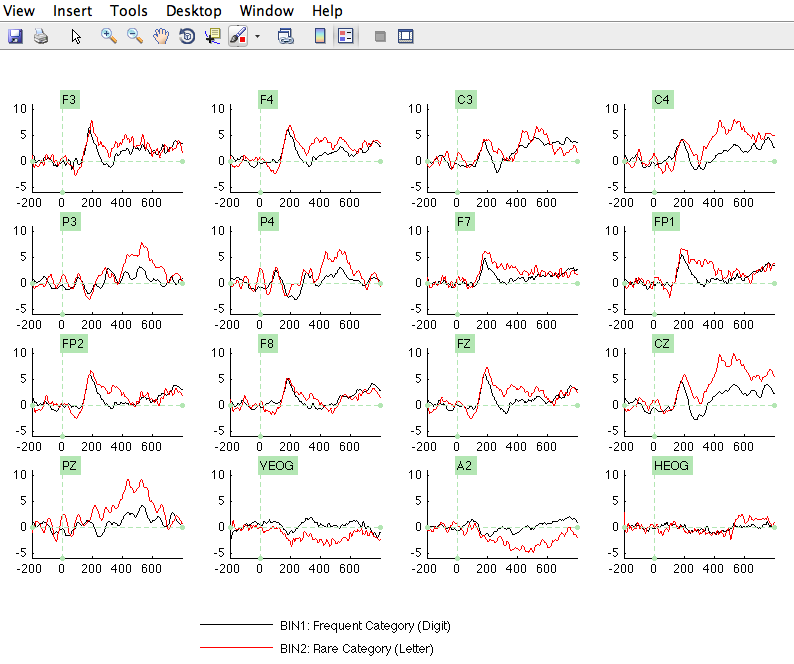 View Insert Tools Desktop Window Help
F3 F4 C3 C4
10 10 10 10
5 5 5 5
0 0 0 0
-5 -5 -5 -5
-200 0 200 400 600 -200 0 200 400 600 -200 0 200 400 600 -200 0 200 400 600
P3 P4 F7 FP1
10 10 10 10
5 5 5 5
0 0 0 0
-5 -5 -5 -5
-200 0 200 400 600 -200 0 200 400 600 -200 0 200 400 600 -200 0 200 400 600
FP2 F8 FZ CZ
10 10 10 10
5 5 5 5
0 0 0 0
-5 -5 -5 -5
-200 0 200 400 600 -200 0 200 400 600 -200 0 200 400 600 -200 0 200 400 600
PZ VEOG A2 HEOG
10 10 10 10
5 5 5 5
0 0 0 0
-5 -5 -5 -5
-200 0 200 400 600 -200 0 200 400 600 -200 0 200 400 600 -200 0 200 400 600
BIN1: Frequent Category (Digit)
BIN2: Rare Category (Letter)